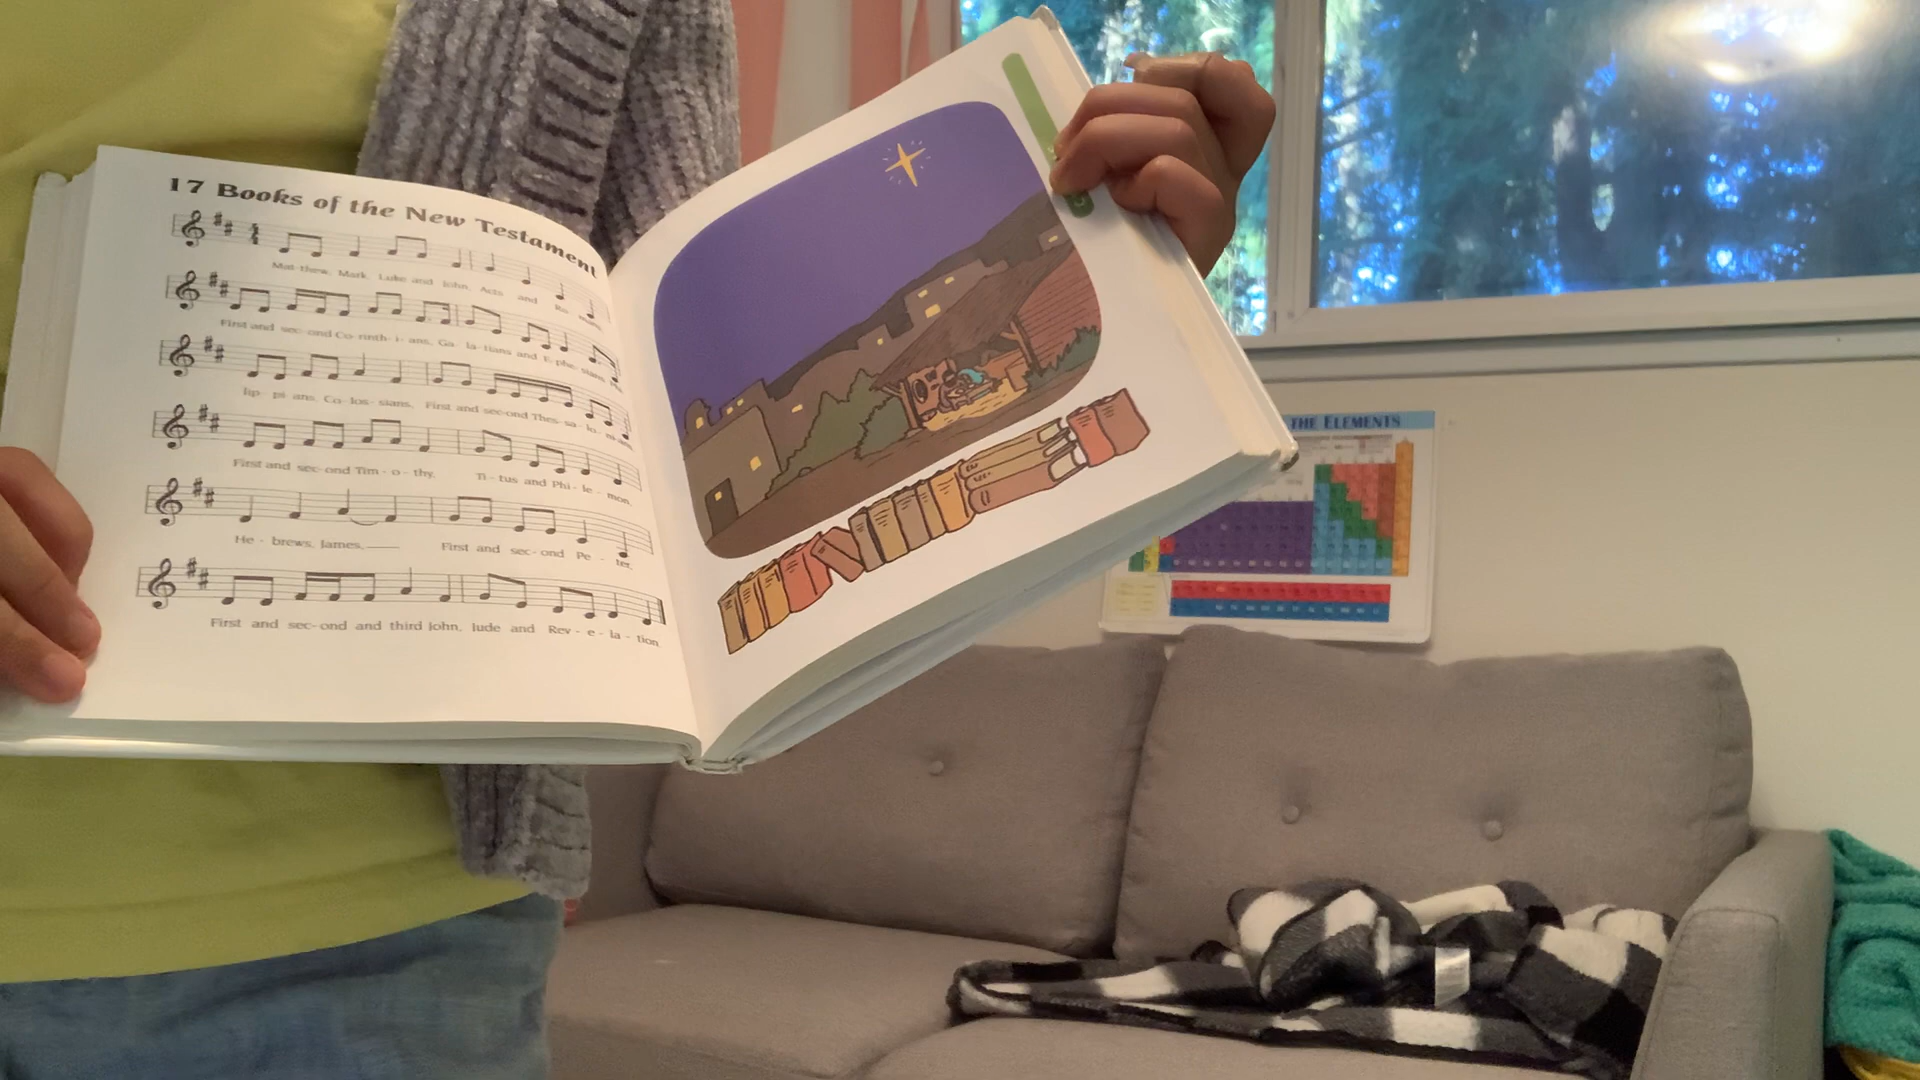 17 Books of the New Testament
Mat-thew, Mark, Luke and John, Acts and Ro - mans,
First and sec-ond Co-rinth-i-ans, Ga-la-tians and E-phe-sians,
lip-pi-ans, Co-los-sians, First and sec-ond Thes-sa-lo-
First and sec-ond Tim-o-thy, Ti-tus and Phi-le-mon,
He-brews, James, First and sec-ond Pe-ter,
First and sec-ond and third John, Jude and Rev-e-la-tion.
THE ELEMENTS